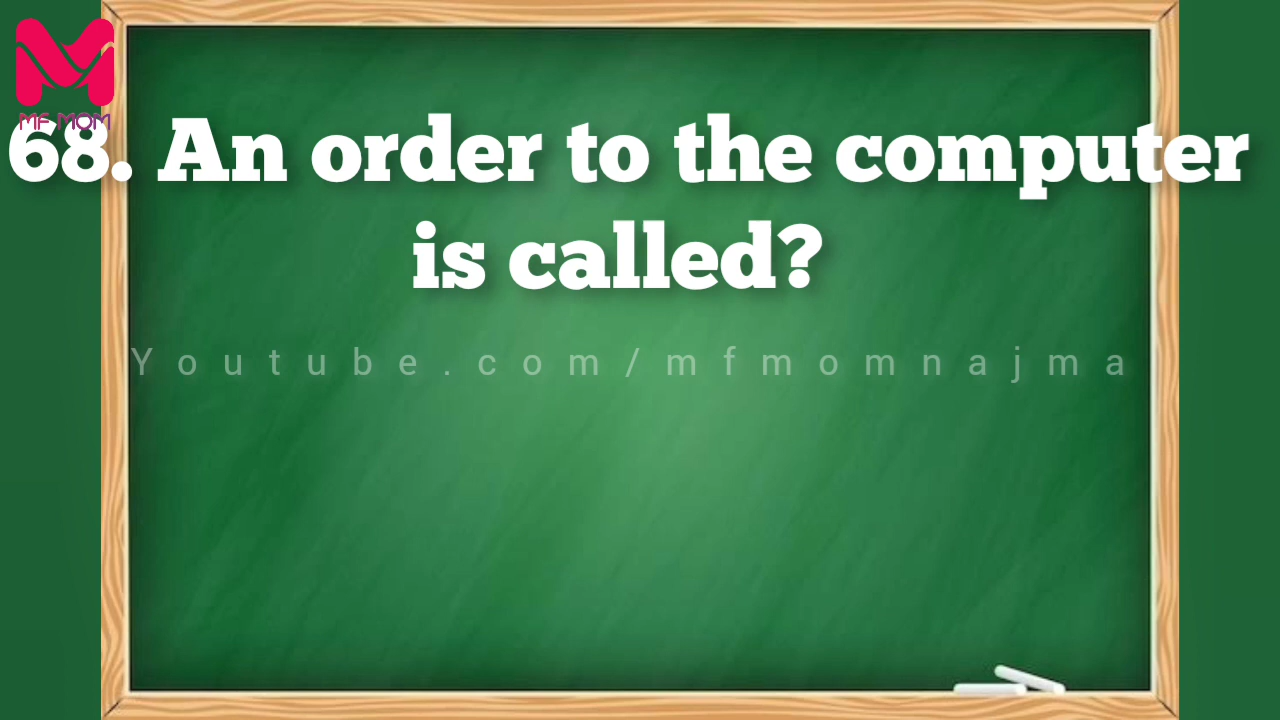 MF MOM
68. An order to the computer
is called?
Youtube.com/mfmomnajma